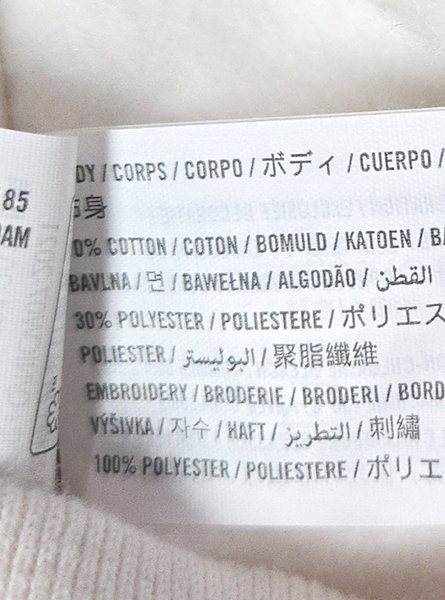 85
AM
DY / CORPS / CORPO / ボディ / CUERPO /
身
0% COTTON / COTON / BOMULD / KATOEN / BA
BAVLNA / 면 / BAWEŁNA / ALGODÃO / القطن /
30% POLYESTER / POLIESTERE / ポリエス
POLIESTER / البوليستر / 聚脂纖維
EMBROIDERY / BRODERIE / BRODERI / BORD
VÝŠIVKA / 자수 / HAFT / التطريز / 刺繡
100% POLYESTER / POLIESTERE / ポリエ